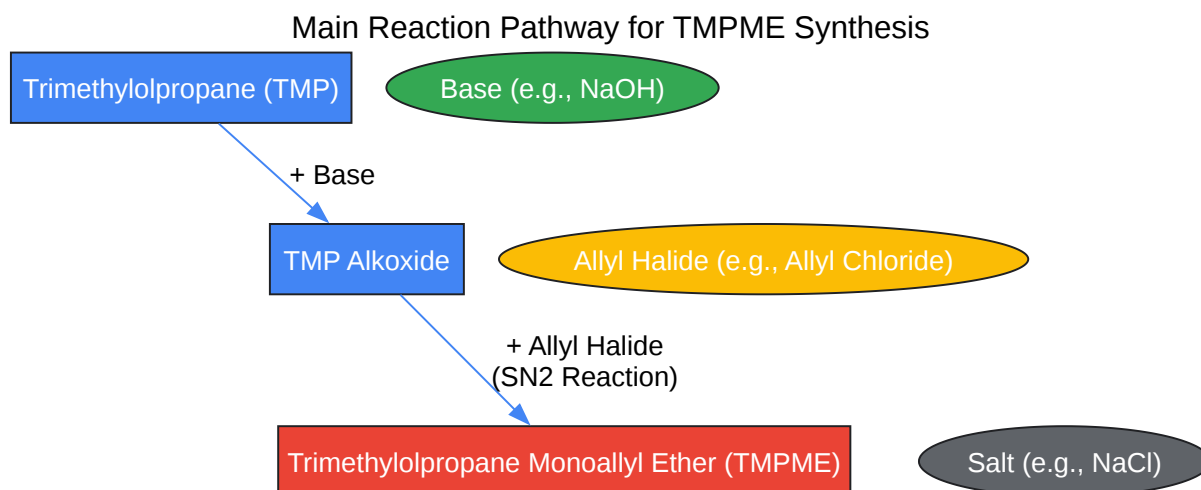 Main Reaction Pathway for TMPME Synthesis
Trimethylolpropane (TMP)
Base (e.g., NaOH)
+ Base
TMP Alkoxide
Allyl Halide (e.g., Allyl Chloride)
+ Allyl Halide
(SN2 Reaction)
Trimethylolpropane Monoallyl Ether (TMPME)
Salt (e.g., NaCl)